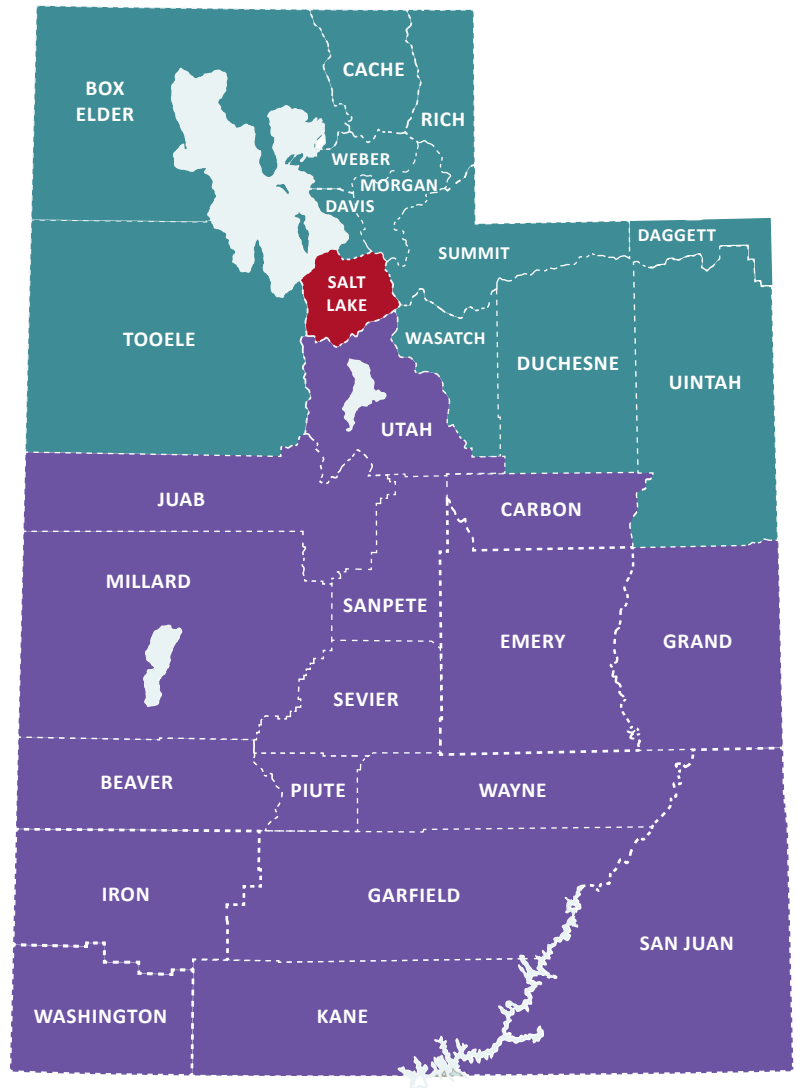 CACHE
BOX
ELDER
RICH
WEBER
MORGAN
DAVIS
DAGGETT
SUMMIT
SALT
LAKE
TOOELE
WASATCH
DUCHESNE
UINTAH
UTAH
JUAB
CARBON
MILLARD
SANPETE
EMERY
GRAND
SEVIER
BEAVER
PIUTE
WAYNE
IRON
GARFIELD
SAN JUAN
WASHINGTON
KANE